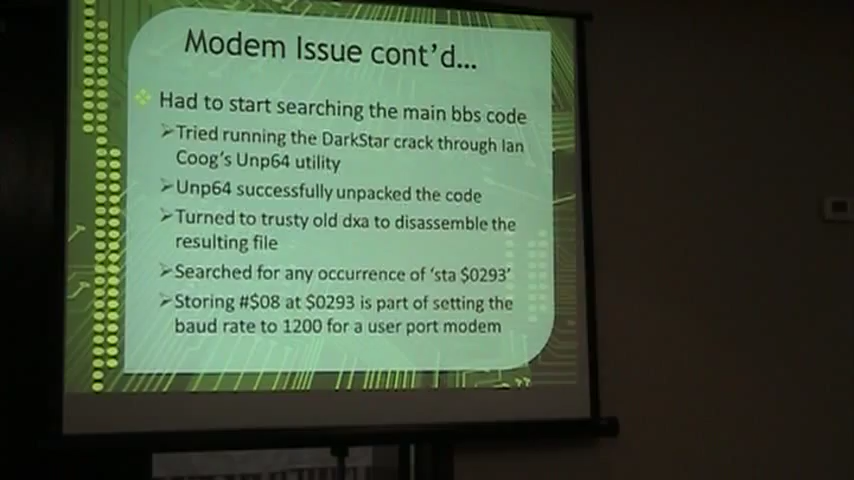 Modem Issue cont'd...
Had to start searching the main bbs code
Tried running the DarkStar crack through Ian
Coog's Unp64 utility
Unp64 successfully unpacked the code
Turned to trusty old dxa to disassemble the
resulting file
Searched for any occurrence of 'sta $0293'
Storing #$08 at $0293 is part of setting the
baud rate to 1200 for a user port modem